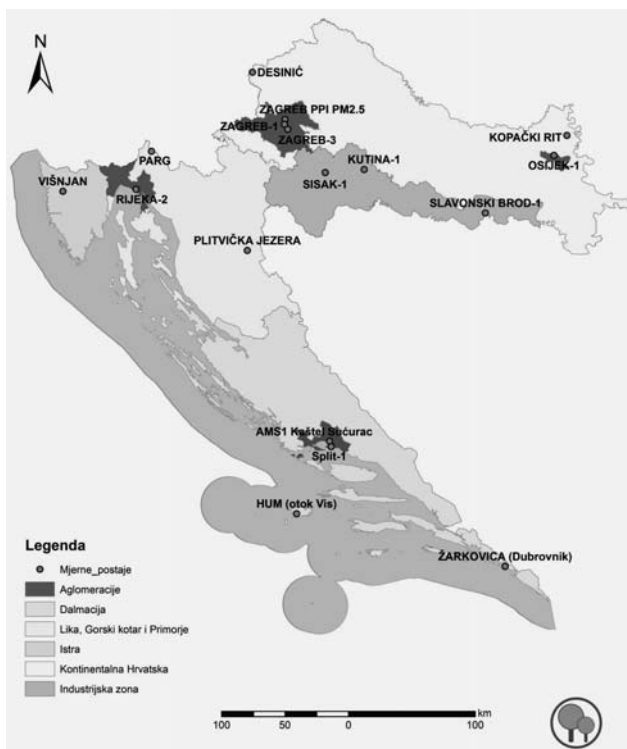 N
DESINIĆ
ZAGREB PPI PM2.5
ZAGREB-1
ZAGREB-3
KOPAČKI RIT
OSIJEK-1
PARG
KUTINA-1
VIŠNJAN
RIJEKA-2
SISAK-1
SLAVONSKI BROD-1
PLITVIČKA JEZERA
AMS1 Kaštel Sućurac
Split-1
HUM (otok Vis)
ŽARKOVICA (Dubrovnik)
Legenda
Mjerne_postaje
Aglomeracije
Dalmacija
Lika, Gorski kotar i Primorje
Istra
Kontinentalna Hrvatska
Industrijska zona
km
100 50 0 100